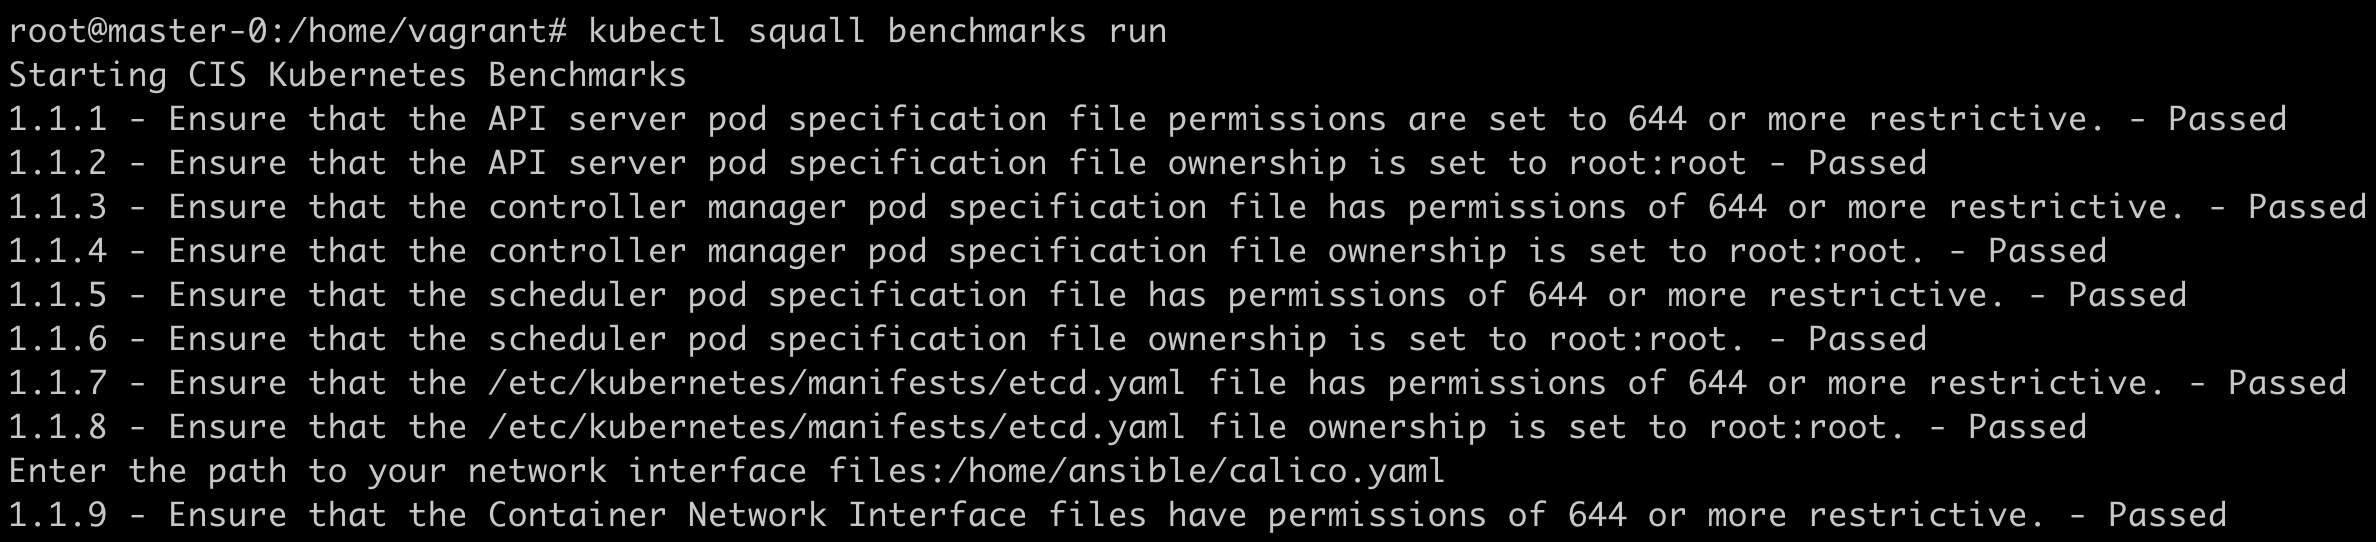 root@master-0:/home/vagrant# kubectl squall benchmarks run
Starting CIS Kubernetes Benchmarks
1.1.1 - Ensure that the API server pod specification file permissions are set to 644 or more restrictive. - Passed
1.1.2 - Ensure that the API server pod specification file ownership is set to root:root - Passed
1.1.3 - Ensure that the controller manager pod specification file has permissions of 644 or more restrictive. - Passed
1.1.4 - Ensure that the controller manager pod specification file ownership is set to root:root. - Passed
1.1.5 - Ensure that the scheduler pod specification file has permissions of 644 or more restrictive. - Passed
1.1.6 - Ensure that the scheduler pod specification file ownership is set to root:root. - Passed
1.1.7 - Ensure that the /etc/kubernetes/manifests/etcd.yaml file has permissions of 644 or more restrictive. - Passed
1.1.8 - Ensure that the /etc/kubernetes/manifests/etcd.yaml file ownership is set to root:root. - Passed
Enter the path to your network interface files:/home/ansible/calico.yaml
1.1.9 - Ensure that the Container Network Interface files have permissions of 644 or more restrictive. - Passed